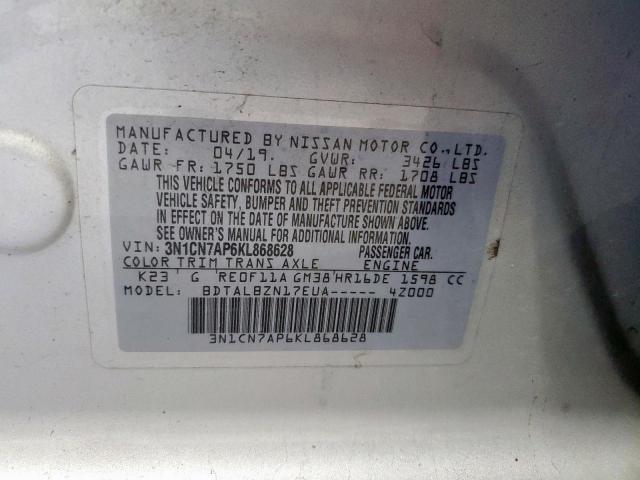 MANUFACTURED BY NISSAN MOTOR CO., LTD.
DATE: 04/19. GVWR: 3426 LBS
GAWR FR: 1750 LBS GAWR RR: 1708 LBS
THIS VEHICLE CONFORMS TO ALL APPLICABLE FEDERAL MOTOR
VEHICLE SAFETY, BUMPER AND THEFT PREVENTION STANDARDS
IN EFFECT ON THE DATE OF MANUFACTURE SHOWN ABOVE.
SEE OWNER'S MANUAL FOR ADDITIONAL INFORMATION.
VIN: 3N1CN7AP6KL868628 PASSENGER CAR.
COLOR TRIM TRANS AXLE ENGINE
K23 G RE0F11A GM38 HR16DE 1598 CC
MODEL: BDTALBZN17EUA----- 4Z000
3N1CN7AP6KL868628